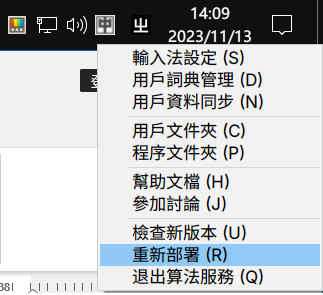 中
14:09
2023/11/13
輸入法設定 (S)
用戶詞典管理 (D)
用戶資料同步 (N)
用戶文件夾 (C)
程序文件夾 (P)
幫助文檔 (H)
參加討論 (J)
檢查新版本 (U)
重新部署 (R)
退出算法服務 (Q)